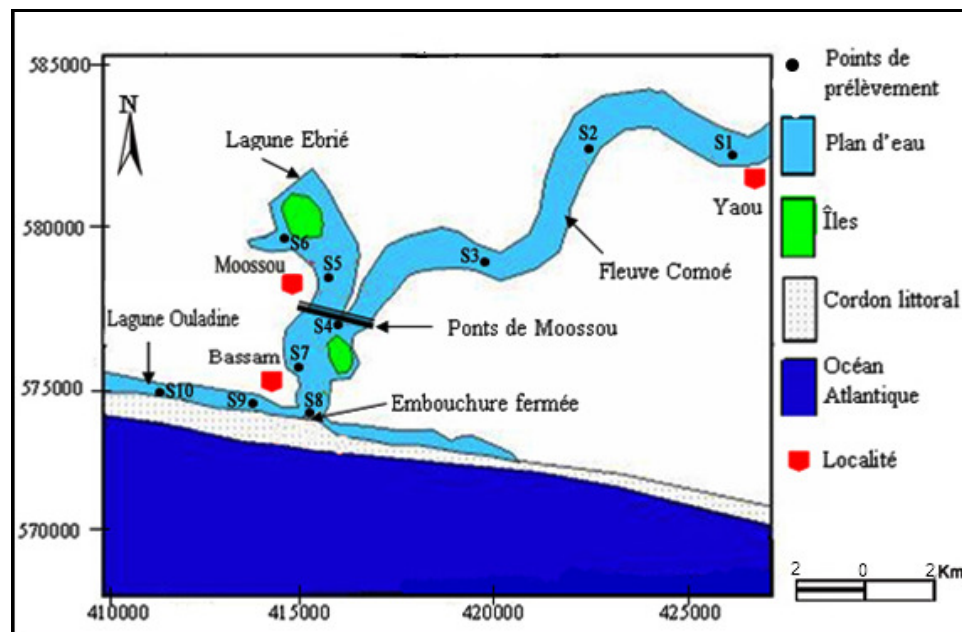 585000
580000
575000
570000
410000
415000
420000
425000
N
Lagune Ebrié
S2
S1
Yaou
S6
S5
S3
Moossou
Fleuve Comoé
Lagune Ouladine
S4
Ponts de Moossou
Bassam
S7
S10
S9
S8
Embouchure fermée
Points de
prélèvement
Plan d'eau
Îles
Cordon littoral
Océan
Atlantique
Localité
2 0 2 Km